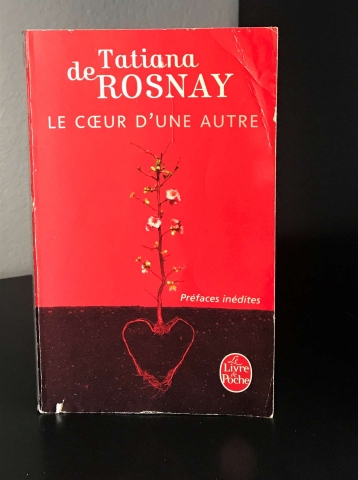 Tatiana
de ROSNAY
LE CŒUR D'UNE AUTRE
Préfaces inédites
Le
Livre
de
Poche